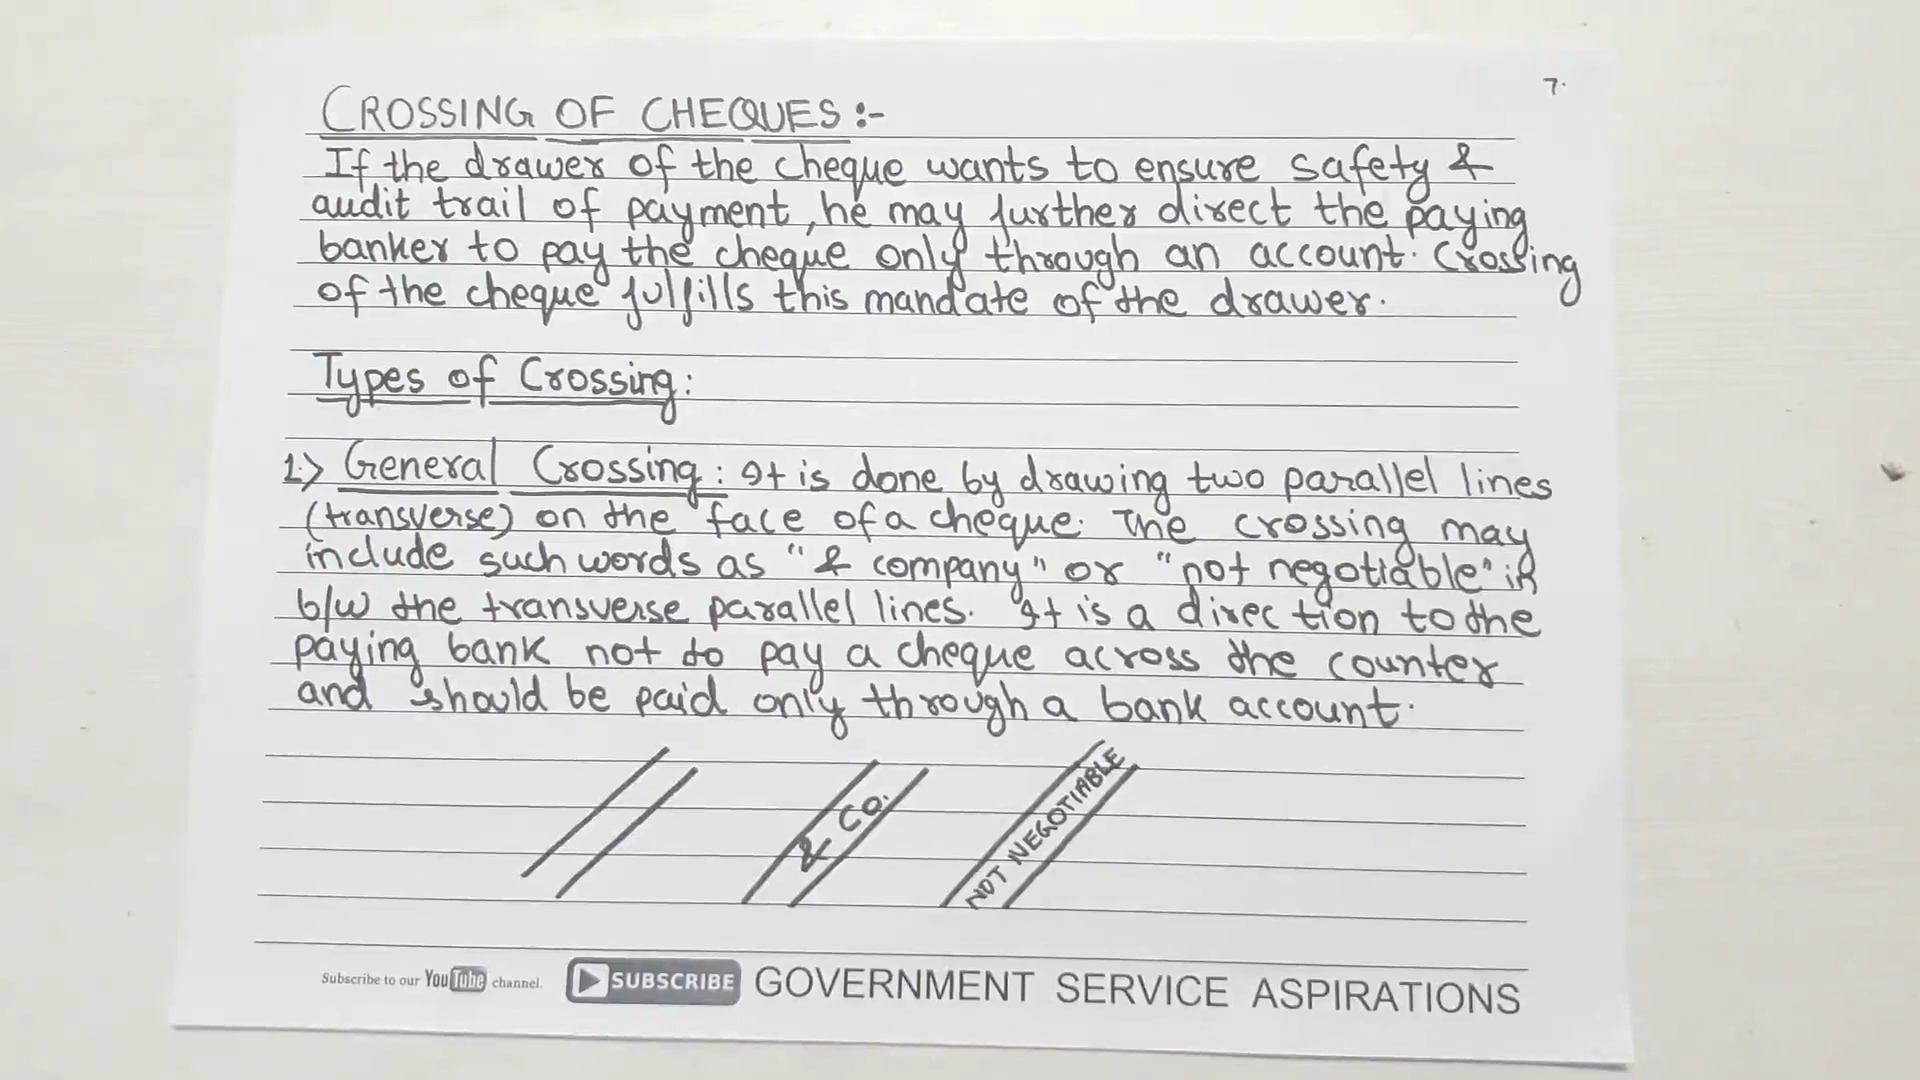 7.
CROSSING OF CHEQUES :-
If the drawer of the cheque wants to ensure safety &
audit trail of payment, he may further direct the paying
banker to pay the cheque only through an account. Crossing
of the cheque fulfills this mandate of the drawer.
Types of Crossing:
1.) General Crossing: It is done by drawing two parallel lines
(transverse) on the face of a cheque. The crossing may
include such words as "& company" or "not negotiable" in
b/w the transverse parallel lines. It is a direction to the
paying bank not to pay a cheque across the counter
and should be paid only through a bank account.
& CO.
NOT NEGOTIABLE
Subscribe to our YouTube channel. SUBSCRIBE GOVERNMENT SERVICE ASPIRATIONS